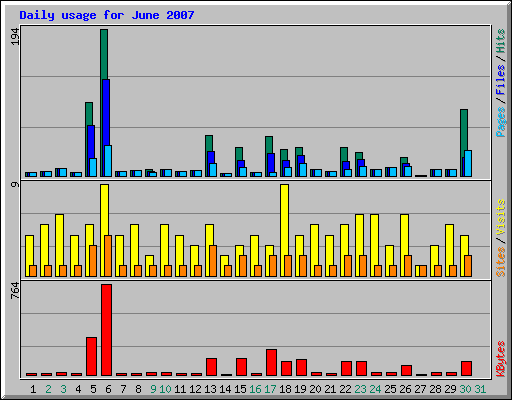 Daily usage for June 2007
194
Pages / Files / Hits
9
Sites / Visits
764
KBytes
1 2 3 4 5 6 7 8 9 10 11 12 13 14 15 16 17 18 19 20 21 22 23 24 25 26 27 28 29 30 31